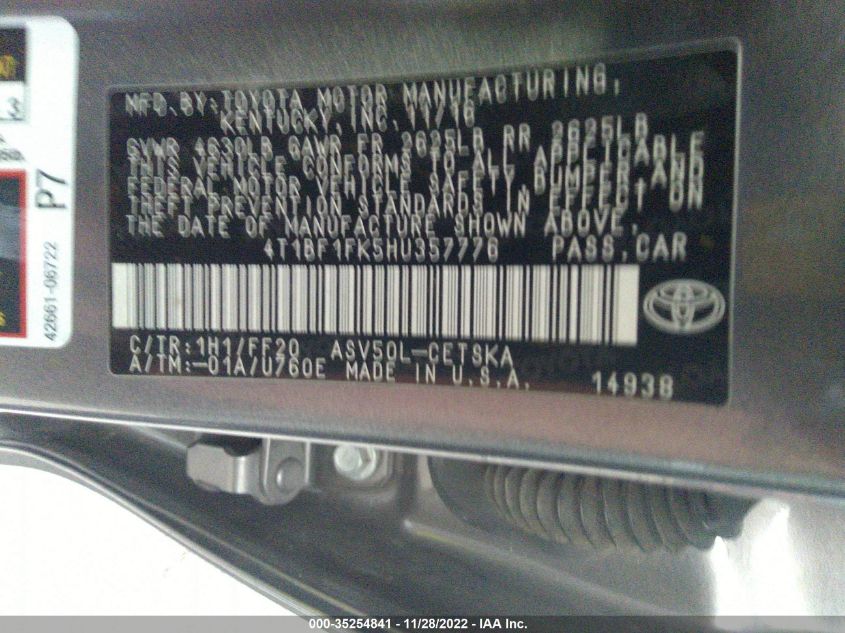 MFD.BY:TOYOTA MOTOR MANUFACTURING,
KENTUCKY, INC. 11/16
GVWR 4630LB GAWR FR 2625LB RR 2625LB
THIS VEHICLE CONFORMS TO ALL APPLICABLE
FEDERAL MOTOR VEHICLE SAFETY, BUMPER,AND
THEFT PREVENTION STANDARDS IN EFFECT ON
THE DATE OF MANUFACTURE SHOWN ABOVE.
4T1BF1FK5HU357776 PASS.CAR
C/TR:1H1/FF20 ASV50L-CETSKA
A/TM:-01A/U760E MADE IN U.S.A. 14938
P7
42661-06722
3
000-35254841 - 11/28/2022 - IAA Inc.